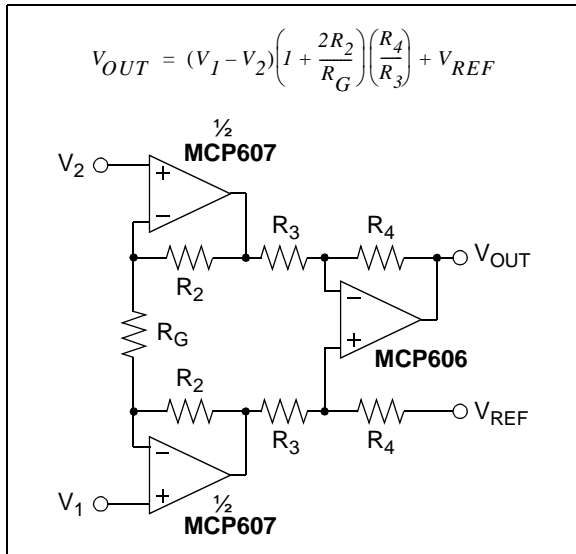 V_OUT = (V_1 – V_2)(1 + 2R_2/R_G)(R_4/R_3) + V_REF
½
MCP607
V_2
+
–
R_3
R_4
V_OUT
R_2
–
+
R_G
MCP606
R_2
R_3
R_4
V_REF
–
+
V_1
½
MCP607